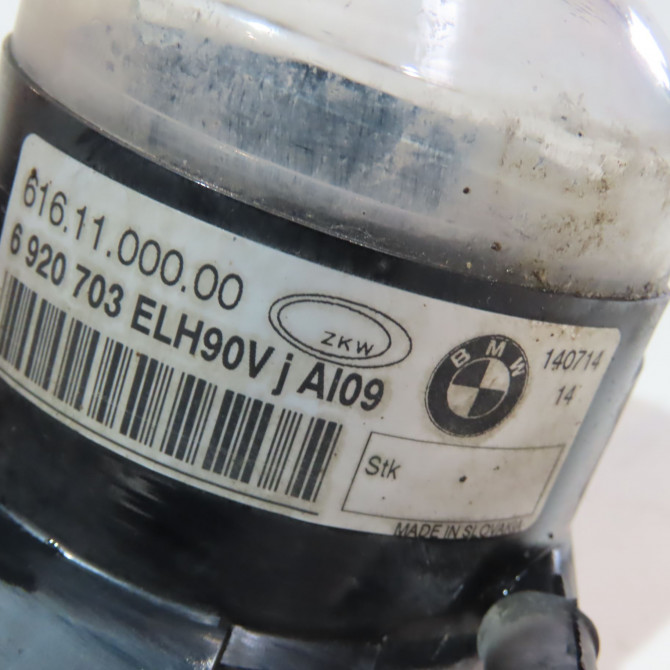 616.11.000.00
6 920 703 ELH90V j AI09
ZKW
BMW
140714
14
Stk
MADE IN SLOVAKIA